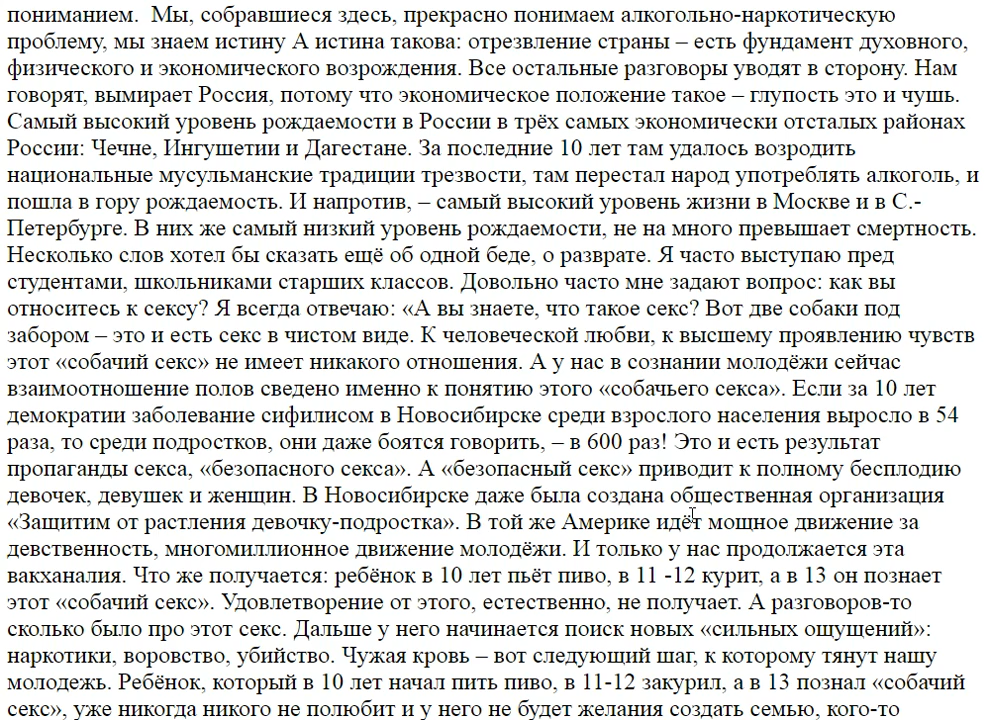 пониманием.  Мы, собравшиеся здесь, прекрасно понимаем алкогольно-наркотическую
проблему, мы знаем истину А истина такова: отрезвление страны – есть фундамент духовного,
физического и экономического возрождения. Все остальные разговоры уводят в сторону. Нам
говорят, вымирает Россия, потому что экономическое положение такое – глупость это и чушь.
Самый высокий уровень рождаемости в России в трёх самых экономически отсталых районах
России: Чечне, Ингушетии и Дагестане. За последние 10 лет там удалось возродить
национальные мусульманские традиции трезвости, там перестал народ употреблять алкоголь, и
пошла в гору рождаемость. И напротив, – самый высокий уровень жизни в Москве и в С.-
Петербурге. В них же самый низкий уровень рождаемости, не на много превышает смертность.
Несколько слов хотел бы сказать ещё об одной беде, о разврате. Я часто выступаю пред
студентами, школьниками старших классов. Довольно часто мне задают вопрос: как вы
относитесь к сексу? Я всегда отвечаю: «А вы знаете, что такое секс? Вот две собаки под
забором – это и есть секс в чистом виде. К человеческой любви, к высшему проявлению чувств
этот «собачий секс» не имеет никакого отношения. А у нас в сознании молодёжи сейчас
взаимоотношение полов сведено именно к понятию этого «собачьего секса». Если за 10 лет
демократии заболевание сифилисом в Новосибирске среди взрослого населения выросло в 54
раза, то среди подростков, они даже боятся говорить, – в 600 раз! Это и есть результат
пропаганды секса, «безопасного секса». А «безопасный секс» приводит к полному бесплодию
девочек, девушек и женщин. В Новосибирске даже была создана общественная организация
«Защитим от растления девочку-подростка». В той же Америке идёт мощное движение за
девственность, многомиллионное движение молодёжи. И только у нас продолжается эта
вакханалия. Что же получается: ребёнок в 10 лет пьёт пиво, в 11 -12 курит, а в 13 он познает
этот «собачий секс». Удовлетворение от этого, естественно, не получает. А разговоров-то
сколько было про этот секс. Дальше у него начинается поиск новых «сильных ощущений»:
наркотики, воровство, убийство. Чужая кровь – вот следующий шаг, к которому тянут нашу
молодежь. Ребёнок, который в 10 лет начал пить пиво, в 11-12 закурил, а в 13 познал «собачий
секс», уже никогда никого не полюбит и у него не будет желания создать семью, кого-то